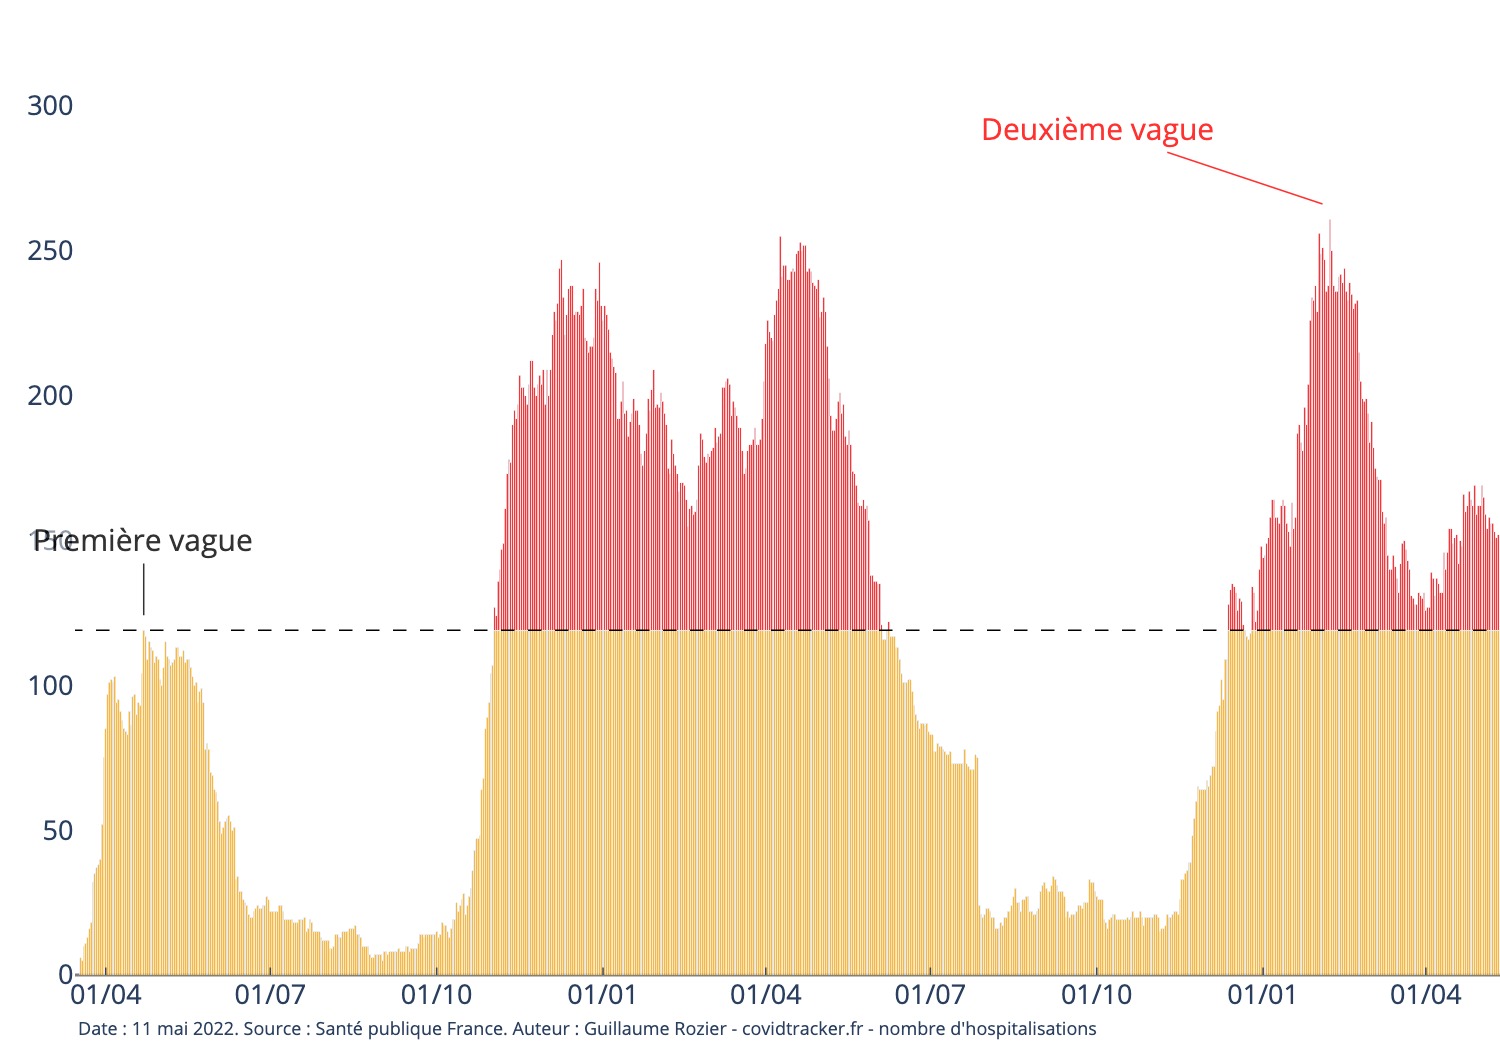 300
Deuxième vague
250
200
150
Première vague
100
50
0
01/04 01/07 01/10 01/01 01/04 01/07 01/10 01/01 01/04
Date : 11 mai 2022. Source : Santé publique France. Auteur : Guillaume Rozier - covidtracker.fr - nombre d'hospitalisations